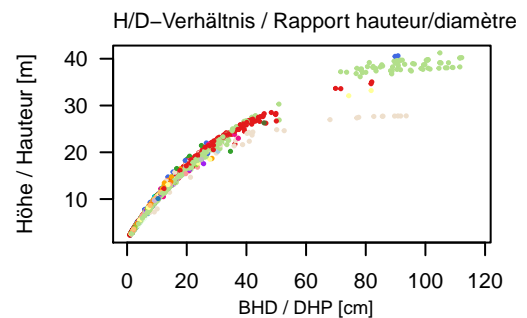 H/D−Verhältnis / Rapport hauteur/diamètre
Höhe / Hauteur [m]
40
30
20
10
0 20 40 60 80 100 120
BHD / DHP [cm]